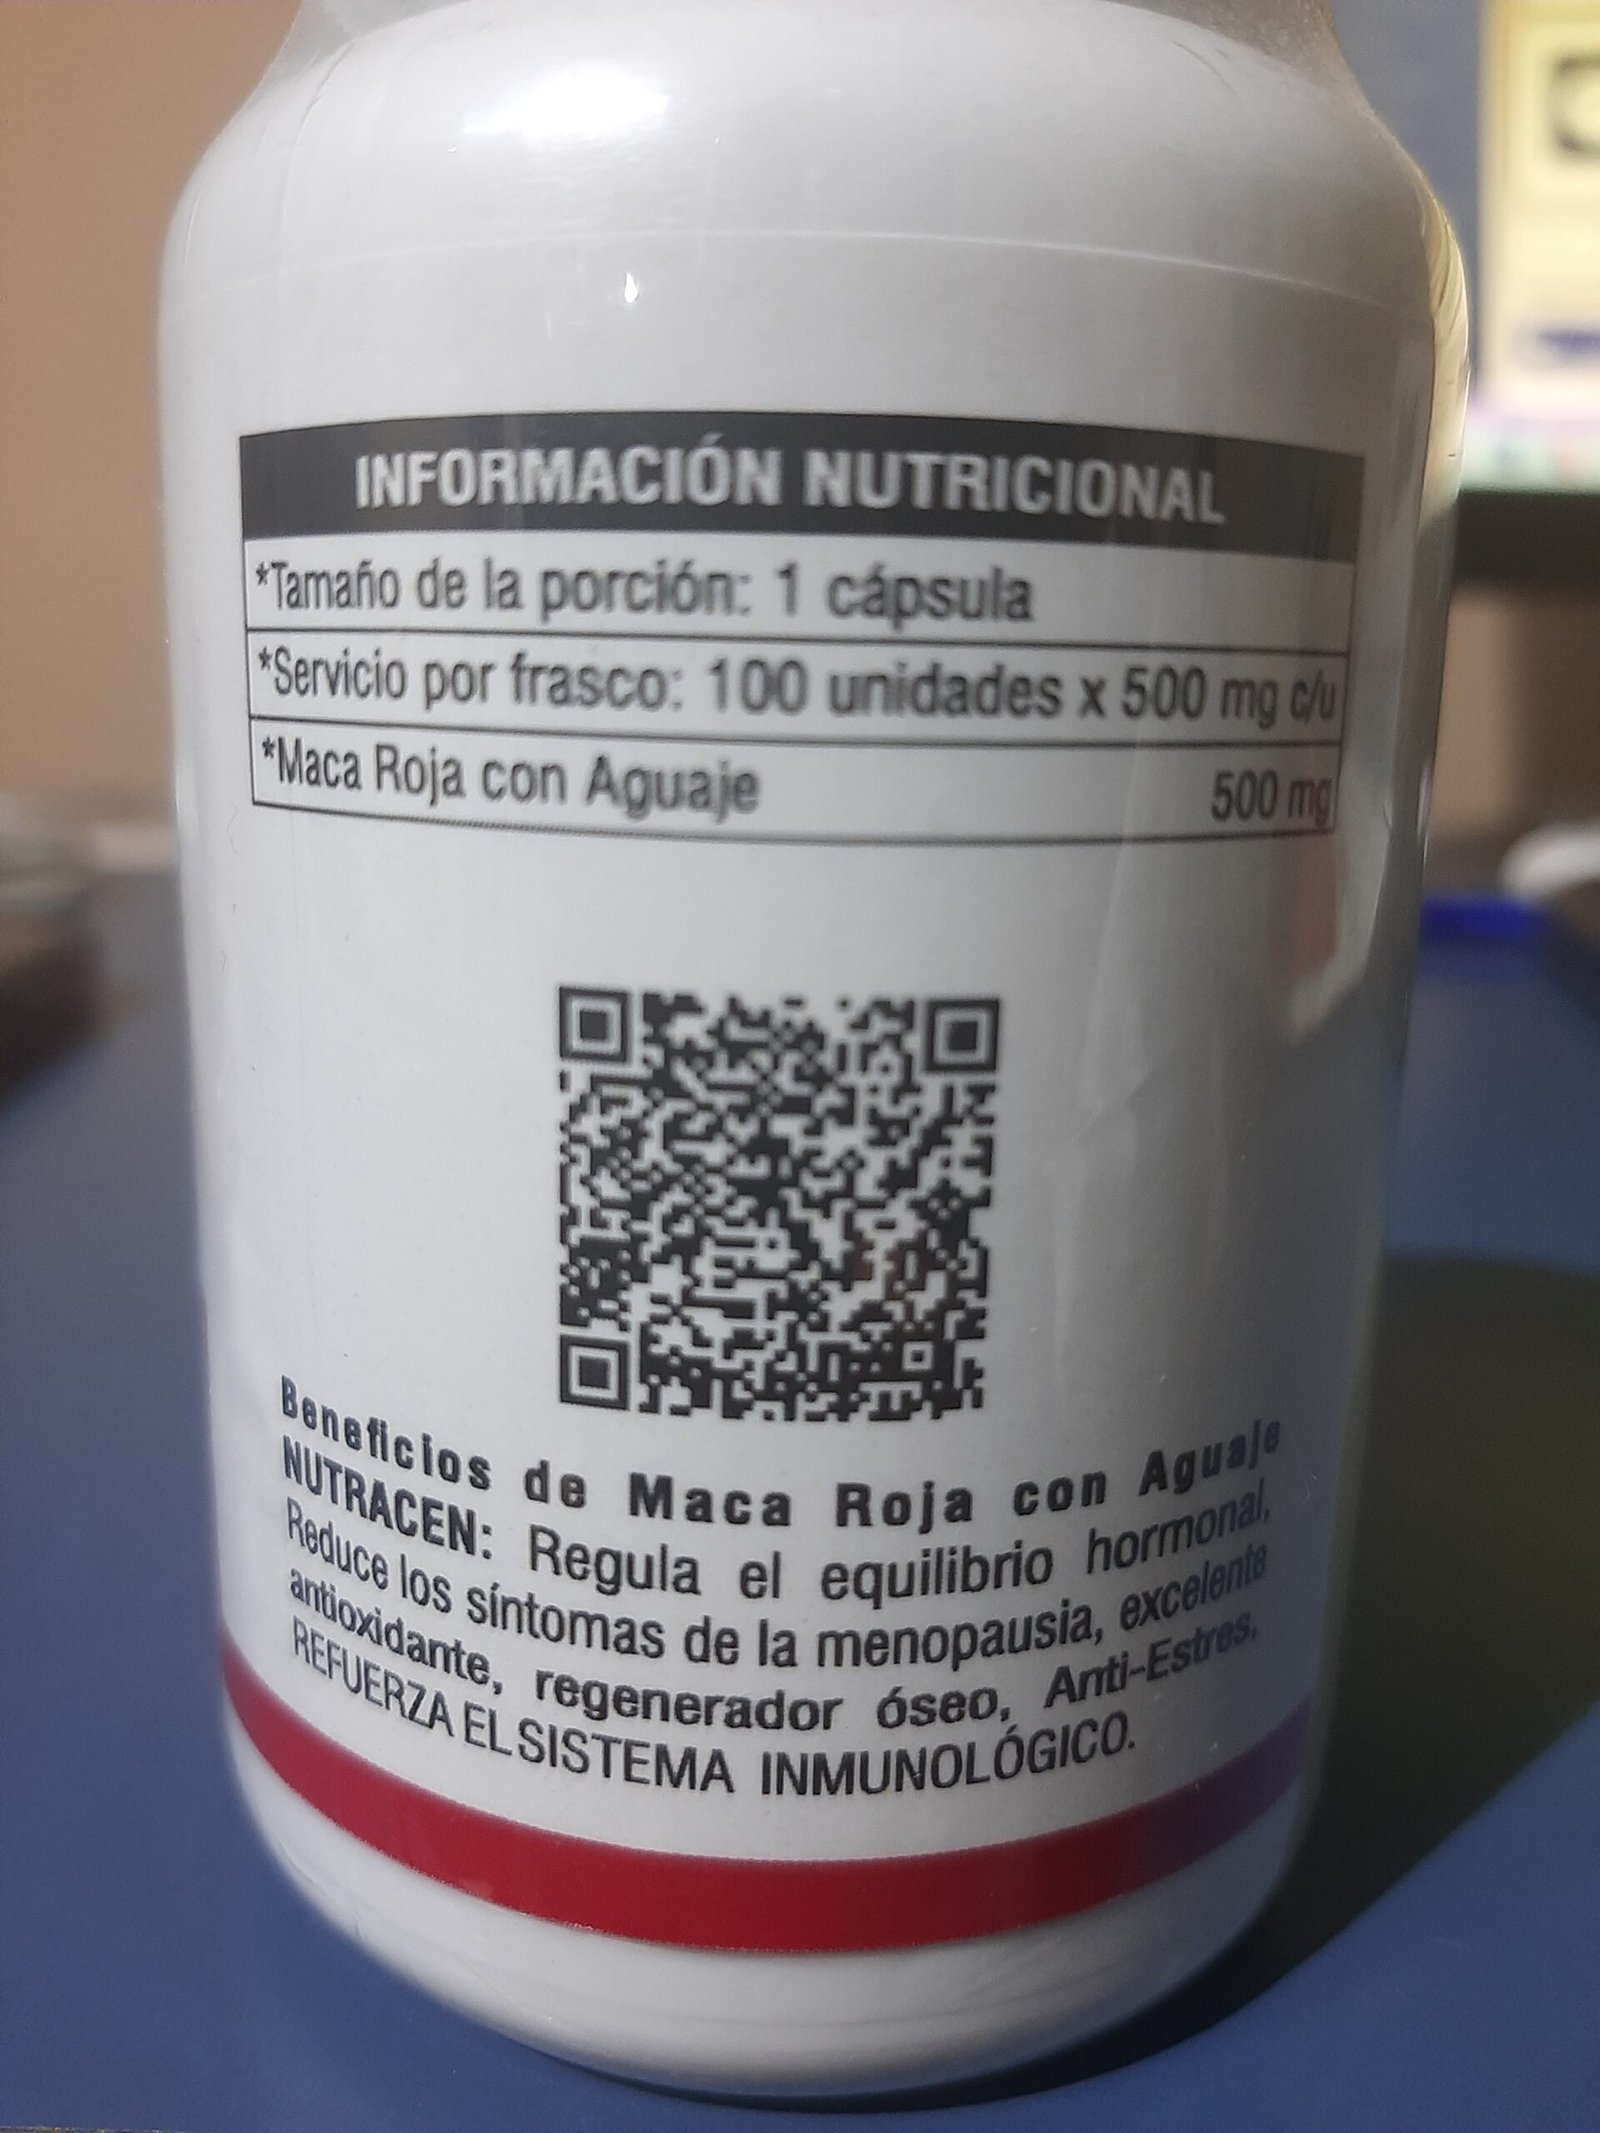 INFORMACIÓN NUTRICIONAL
*Tamaño de la porción: 1 cápsula
*Servicio por frasco: 100 unidades x 500 mg c/u
*Maca Roja con Aguaje 500 mg
Beneficios de Maca Roja con Aguaje
NUTRACEN: Regula el equilibrio hormonal,
Reduce los síntomas de la menopausia, excelente
antioxidante, regenerador óseo, Anti-Estres.
REFUERZA EL SISTEMA INMUNOLÓGICO.